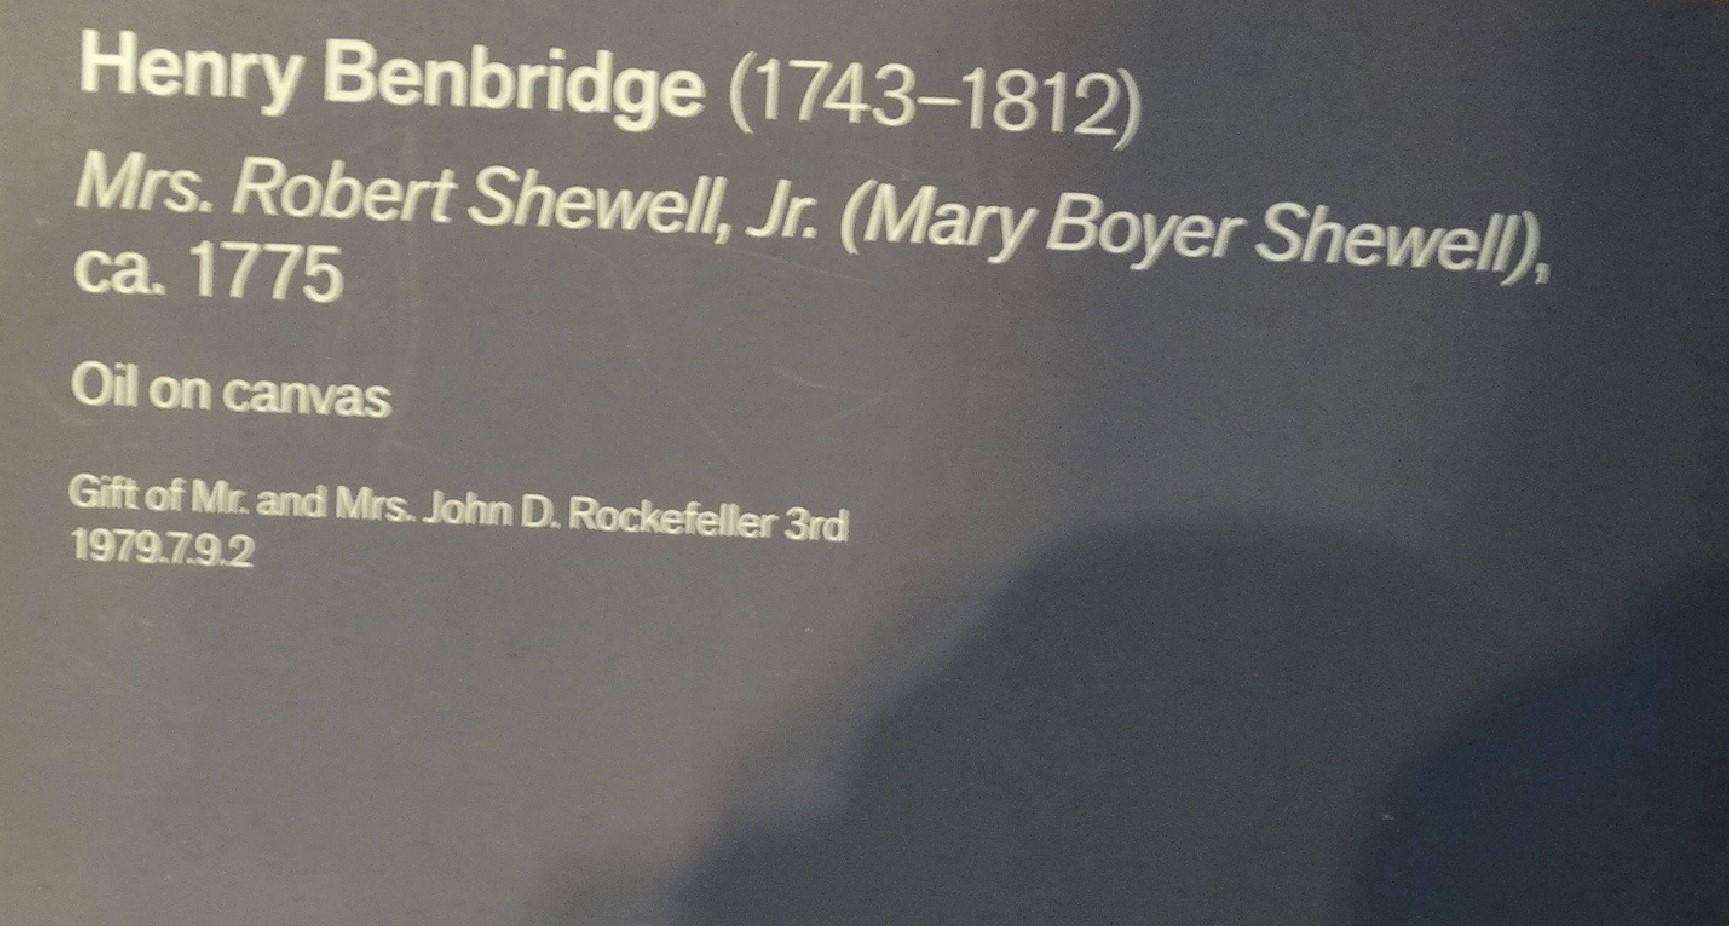 Henry Benbridge (1743–1812)
Mrs. Robert Shewell, Jr. (Mary Boyer Shewell),
ca. 1775
Oil on canvas
Gift of Mr. and Mrs. John D. Rockefeller 3rd
1979.7.9.2